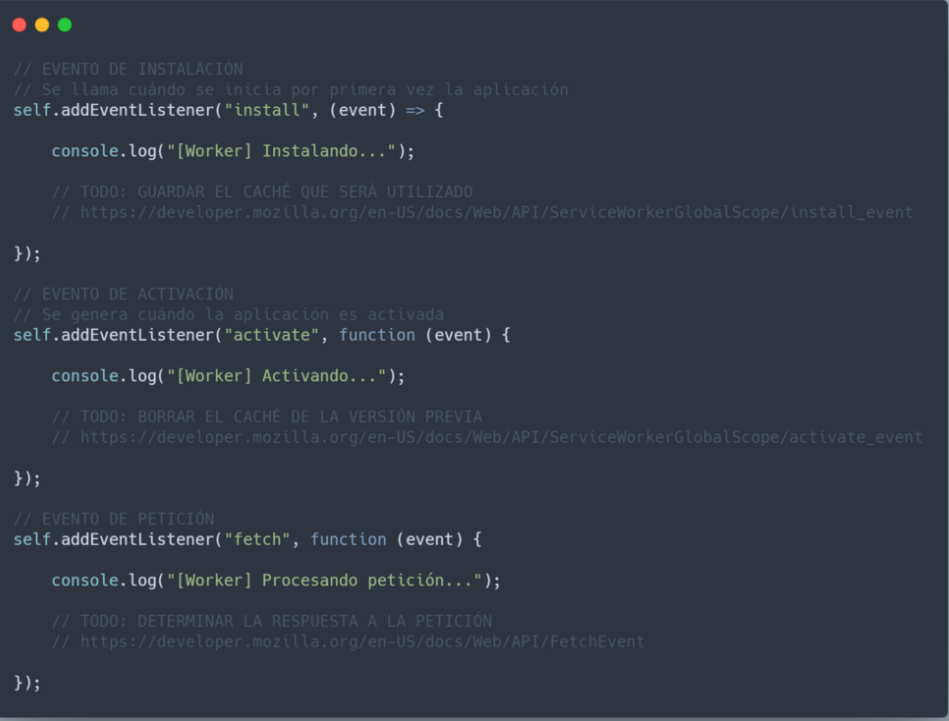 // EVENTO DE INSTALACIÓN
// Se llama cuándo se inicia por primera vez la aplicación
self.addEventListener("install", (event) => {
console.log("[Worker] Instalando...");
// TODO: GUARDAR EL CACHÉ QUE SERÁ UTILIZADO
// https://developer.mozilla.org/en-US/docs/Web/API/ServiceWorkerGlobalScope/install_event
});
// EVENTO DE ACTIVACIÓN
// Se genera cuándo la aplicación es activada
self.addEventListener("activate", function (event) {
console.log("[Worker] Activando...");
// TODO: BORRAR EL CACHÉ DE LA VERSIÓN PREVIA
// https://developer.mozilla.org/en-US/docs/Web/API/ServiceWorkerGlobalScope/activate_event
});
// EVENTO DE PETICIÓN
self.addEventListener("fetch", function (event) {
console.log("[Worker] Procesando petición...");
// TODO: DETERMINAR LA RESPUESTA A LA PETICIÓN
// https://developer.mozilla.org/en-US/docs/Web/API/FetchEvent
});